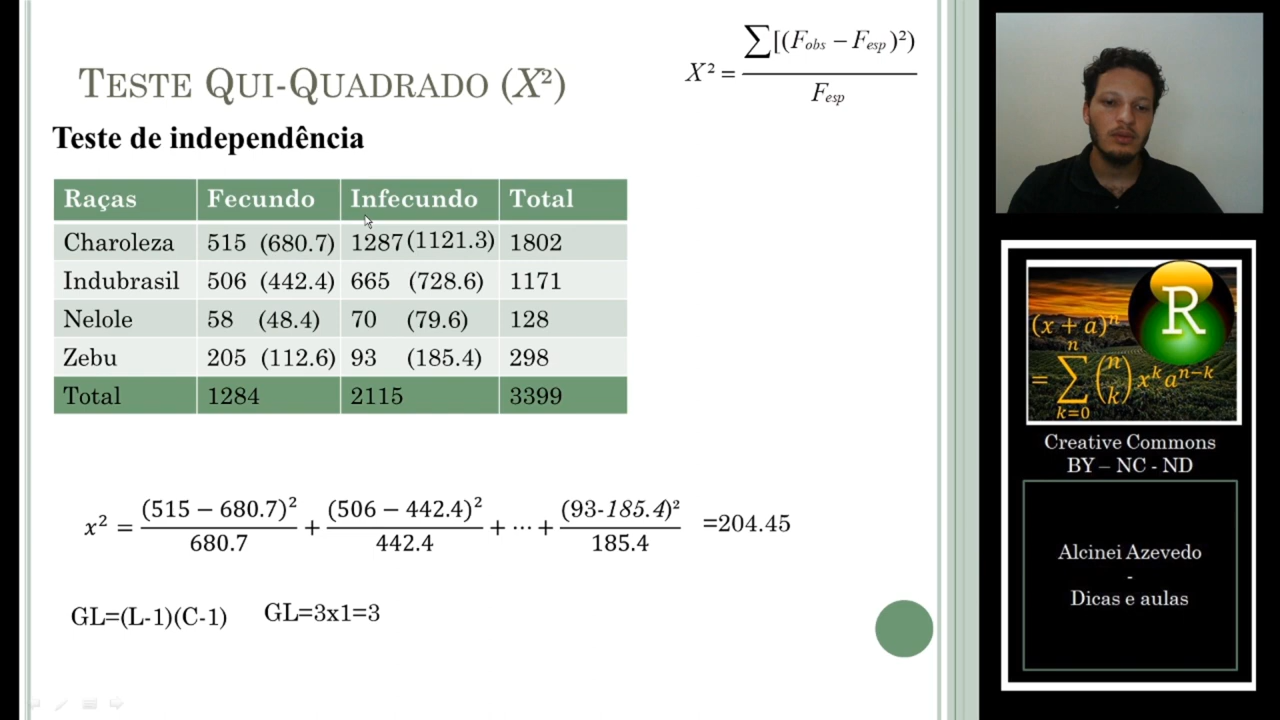 TESTE QUI-QUADRADO (X²)
X² = ∑[(Fobs − Fesp)²) / Fesp
Teste de independência
Raças Fecundo Infecundo Total
Charoleza 515 (680.7) 1287 (1121.3) 1802
Indubrasil 506 (442.4) 665 (728.6) 1171
Nelole 58 (48.4) 70 (79.6) 128
Zebu 205 (112.6) 93 (185.4) 298
Total 1284 2115 3399
x² = (515 − 680.7)² / 680.7 + (506 − 442.4)² / 442.4 + ⋯ + (93-185.4)² / 185.4 =204.45
GL=(L-1)(C-1) GL=3x1=3
R
(x + a)ⁿ
= ∑ₖ₌₀ⁿ (n k) xᵏaⁿ⁻ᵏ
Creative Commons
BY – NC - ND
Alcinei Azevedo
-
Dicas e aulas